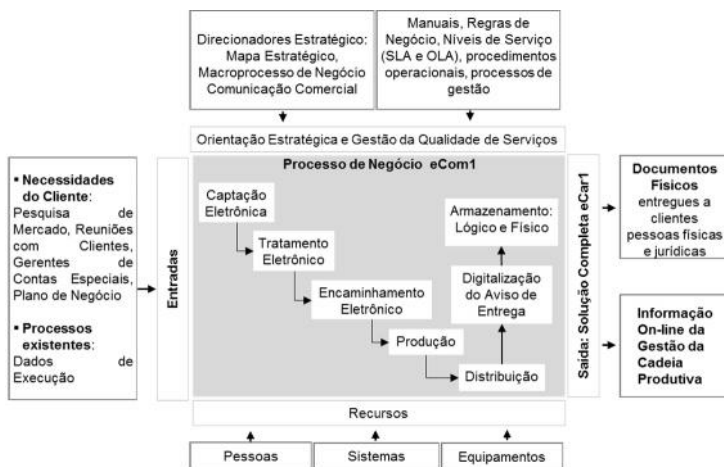 Direcionadores Estratégico:
Mapa Estratégico,
Macroprocesso de Negócio
Comunicação Comercial
Manuais, Regras de
Negócio, Níveis de Serviço
(SLA e OLA), procedimentos
operacionais, processos de
gestão
Orientação Estratégica e Gestão da Qualidade de Serviços
▪ Necessidades
do Cliente:
Pesquisa de
Mercado, Reuniões
com Clientes,
Gerentes de
Contas Especiais,
Plano de Negócio
▪ Processos
existentes:
Dados de
Execução
Entradas
Processo de Negócio eCom1
Captação
Eletrônica
Tratamento
Eletrônico
Encaminhamento
Eletrônico
Produção
Distribuição
Digitalização
do Aviso de
Entrega
Armazenamento:
Lógico e Físico
Saída: Solução Completa eCar1
Documentos
Físicos
entregues a
clientes
pessoas físicas
e jurídicas
Informação
On-line da
Gestão da
Cadeia
Produtiva
Recursos
Pessoas
Sistemas
Equipamentos